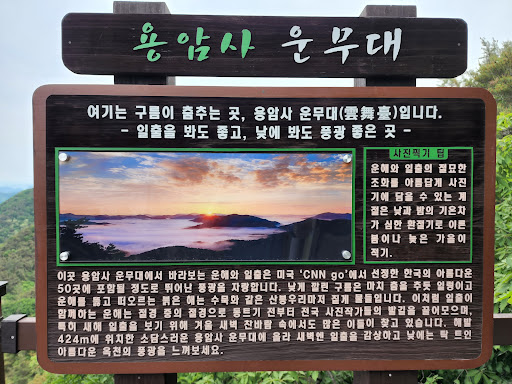 용암사 운무대
여기는 구름이 춤추는 곳, 용암사 운무대(雲舞臺)입니다.
- 일출을 봐도 좋고, 낮에 봐도 풍광 좋은 곳 -
사진찍기 팁
운해와 일출의 절묘한
조화를 아름답게 사진
기에 담을 수 있는 계
절은 낮과 밤의 기온차
가 심한 환절기로 이른
봄이나 늦은 가을이
적기.
이곳 용암사 운무대에서 바라보는 운해와 일출은 미국 'CNN go'에서 선정한 한국의 아름다운
50곳에 포함될 정도로 뛰어난 풍광을 자랑합니다. 낮게 깔린 구름은 마치 춤을 추듯 일렁이고
운해를 뚫고 떠오르는 붉은 해는 수묵화 같은 산봉우리마저 짙게 물들입니다. 이처럼 일출이
함께하는 운해는 절경 중의 절경으로 동트기 전부터 전국 사진작가들의 발길을 끌어모으며,
특히 새해 일출을 보기 위해 겨울 새벽 찬바람 속에서도 많은 이들이 찾고 있습니다. 해발
424m에 위치한 소담스러운 용암사 운무대에 올라 새벽엔 일출을 감상하고 낮에는 탁 트인
아름다운 옥천의 풍광을 느껴보세요.